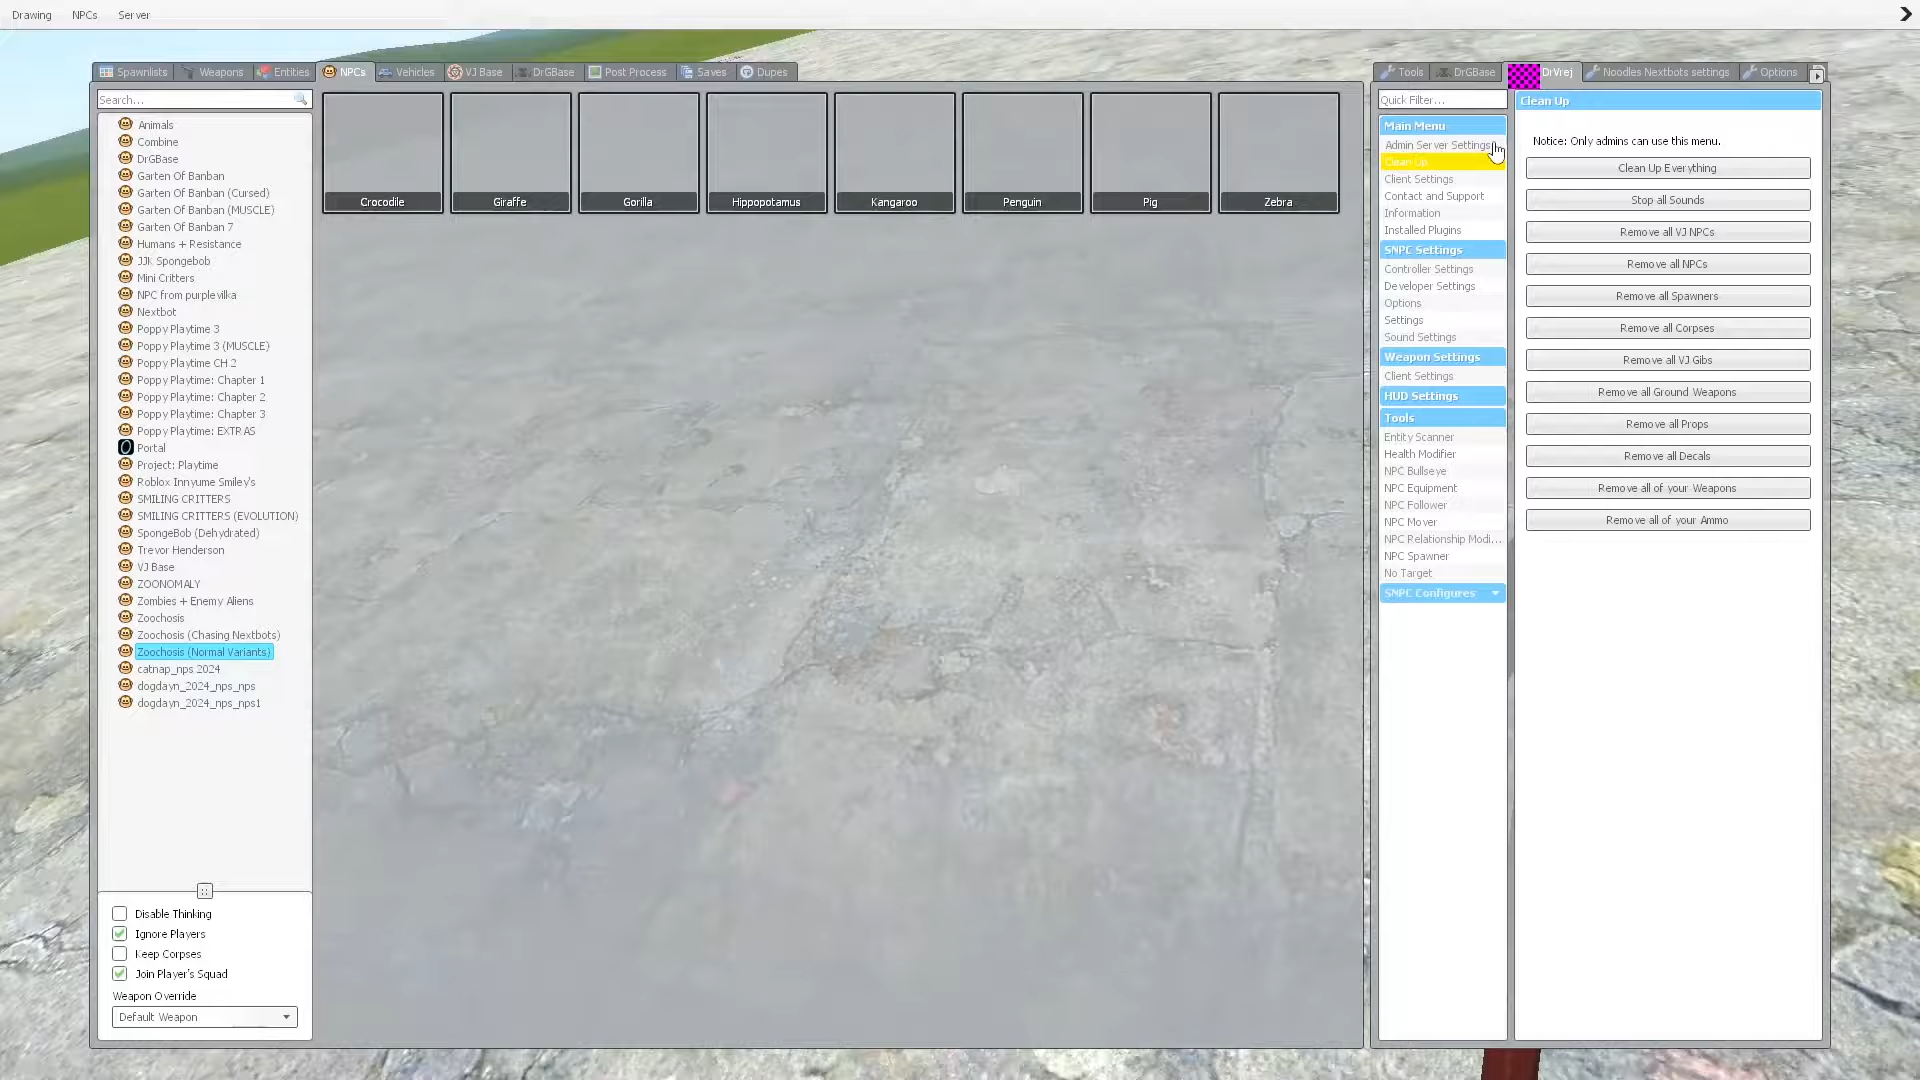 Drawing NPCs Server
Spawnlists Weapons Entities NPCs Vehicles VJ Base DrGBase Post Process Saves Dupes
Search...
Animals
Combine
DrGBase
Garten Of Banban
Garten Of Banban (Cursed)
Garten Of Banban (MUSCLE)
Garten Of Banban 7
Humans + Resistance
JJK Spongebob
Mini Critters
NPC from purplevilka
Nextbot
Poppy Playtime 3
Poppy Playtime 3 (MUSCLE)
Poppy Playtime CH 2
Poppy Playtime: Chapter 1
Poppy Playtime: Chapter 2
Poppy Playtime: Chapter 3
Poppy Playtime: EXTRAS
Portal
Project: Playtime
Roblox Innyume Smiley's
SMILING CRITTERS
SMILING CRITTERS (EVOLUTION)
SpongeBob (Dehydrated)
Trevor Henderson
VJ Base
ZOONOMALY
Zombies + Enemy Aliens
Zoochosis
Zoochosis (Chasing Nextbots)
Zoochosis (Normal Variants)
catnap_nps 2024
dogdayn_2024_nps_nps
dogdayn_2024_nps_nps1
Disable Thinking
Ignore Players
Keep Corpses
Join Player's Squad
Weapon Override
Default Weapon
Crocodile Giraffe Gorilla Hippopotamus Kangaroo Penguin Pig Zebra
Tools DrGBase DrVrej Noodles Nextbots settings Options
Quick Filter...
Main Menu
Admin Server Settings
Clean Up
Client Settings
Contact and Support
Information
Installed Plugins
SNPC Settings
Controller Settings
Developer Settings
Options
Settings
Sound Settings
Weapon Settings
Client Settings
HUD Settings
Tools
Entity Scanner
Health Modifier
NPC Bullseye
NPC Equipment
NPC Follower
NPC Mover
NPC Relationship Modi...
NPC Spawner
No Target
SNPC Configures
Clean Up
Notice: Only admins can use this menu.
Clean Up Everything
Stop all Sounds
Remove all VJ NPCs
Remove all NPCs
Remove all Spawners
Remove all Corpses
Remove all VJ Gibs
Remove all Ground Weapons
Remove all Props
Remove all Decals
Remove all of your Weapons
Remove all of your Ammo